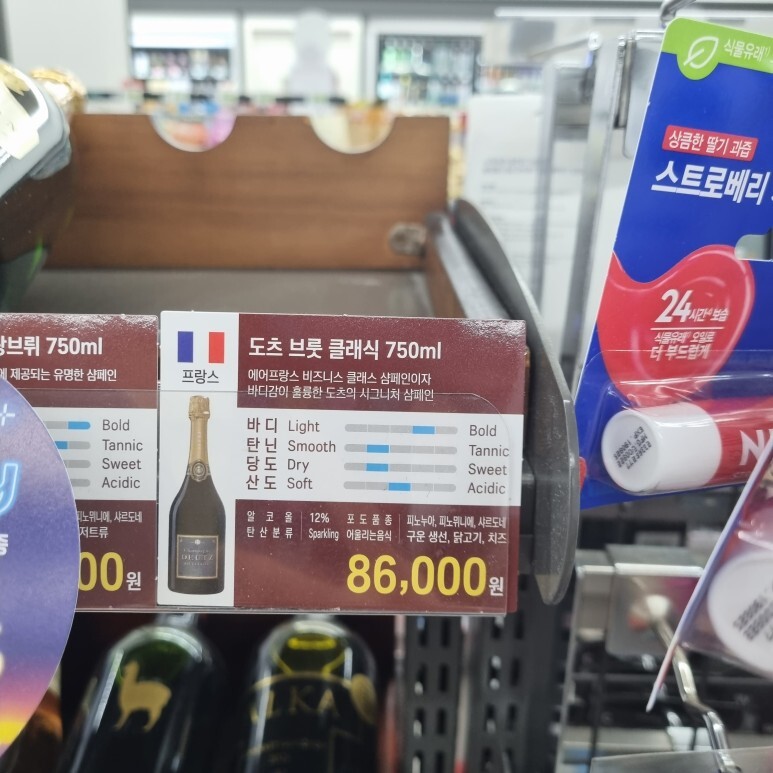 식물유래
상큼한 딸기 과즙
스트로베리
24시간 보습
식물유래 오일로
더 부드럽게
브뤼 750ml
에 제공되는 유명한 샴페인
Bold
Tannic
Sweet
Acidic
00원
프랑스
도츠 브룻 클래식 750ml
에어프랑스 비즈니스 클래스 샴페인이자
바디감이 훌륭한 도츠의 시그니처 샴페인
바디 Light Bold
탄닌 Smooth Tannic
당도 Dry Sweet
산도 Soft Acidic
알코올 12% 포도품종 피노누아, 피노뮈니에, 샤르도네
탄산분류 Sparkling 어울리는음식 구운 생선, 닭고기, 치즈
86,000원
DEUTZ
피노뮈니에, 샤르도네